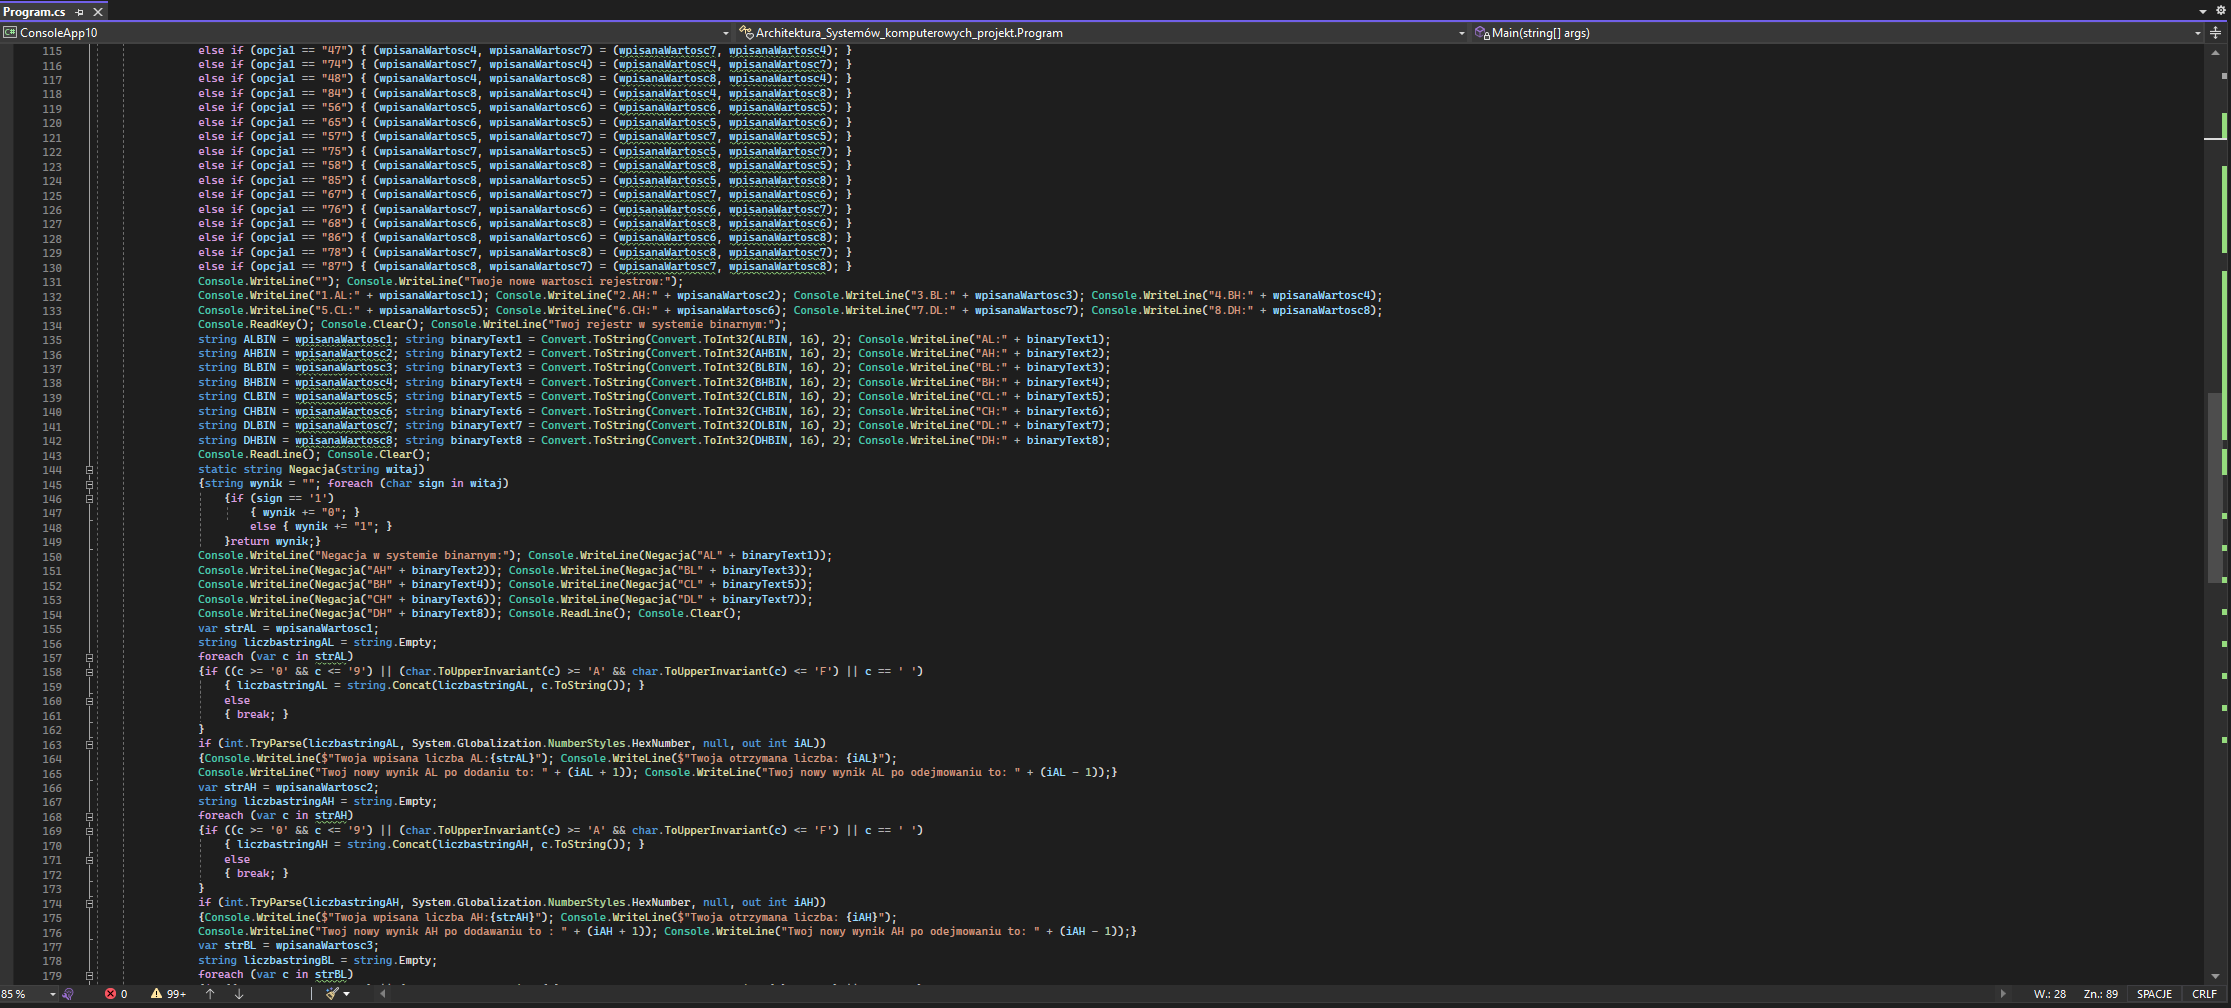 Program.cs
ConsoleApp10 Architektura_Systemów_komputerowych_projekt.Program Main(string[] args)
115 else if (opcja1 == "47") { (wpisanaWartosc4, wpisanaWartosc7) = (wpisanaWartosc7, wpisanaWartosc4); }
116 else if (opcja1 == "74") { (wpisanaWartosc7, wpisanaWartosc4) = (wpisanaWartosc4, wpisanaWartosc7); }
117 else if (opcja1 == "48") { (wpisanaWartosc4, wpisanaWartosc8) = (wpisanaWartosc8, wpisanaWartosc4); }
118 else if (opcja1 == "84") { (wpisanaWartosc8, wpisanaWartosc4) = (wpisanaWartosc4, wpisanaWartosc8); }
119 else if (opcja1 == "56") { (wpisanaWartosc5, wpisanaWartosc6) = (wpisanaWartosc6, wpisanaWartosc5); }
120 else if (opcja1 == "65") { (wpisanaWartosc6, wpisanaWartosc5) = (wpisanaWartosc5, wpisanaWartosc6); }
121 else if (opcja1 == "57") { (wpisanaWartosc5, wpisanaWartosc7) = (wpisanaWartosc7, wpisanaWartosc5); }
122 else if (opcja1 == "75") { (wpisanaWartosc7, wpisanaWartosc5) = (wpisanaWartosc5, wpisanaWartosc7); }
123 else if (opcja1 == "58") { (wpisanaWartosc5, wpisanaWartosc8) = (wpisanaWartosc8, wpisanaWartosc5); }
124 else if (opcja1 == "85") { (wpisanaWartosc8, wpisanaWartosc5) = (wpisanaWartosc5, wpisanaWartosc8); }
125 else if (opcja1 == "67") { (wpisanaWartosc6, wpisanaWartosc7) = (wpisanaWartosc7, wpisanaWartosc6); }
126 else if (opcja1 == "76") { (wpisanaWartosc7, wpisanaWartosc6) = (wpisanaWartosc6, wpisanaWartosc7); }
127 else if (opcja1 == "68") { (wpisanaWartosc6, wpisanaWartosc8) = (wpisanaWartosc8, wpisanaWartosc6); }
128 else if (opcja1 == "86") { (wpisanaWartosc8, wpisanaWartosc6) = (wpisanaWartosc6, wpisanaWartosc8); }
129 else if (opcja1 == "78") { (wpisanaWartosc7, wpisanaWartosc8) = (wpisanaWartosc8, wpisanaWartosc7); }
130 else if (opcja1 == "87") { (wpisanaWartosc8, wpisanaWartosc7) = (wpisanaWartosc7, wpisanaWartosc8); }
131 Console.WriteLine(""); Console.WriteLine("Twoje nowe wartosci rejestrow:");
132 Console.WriteLine("1.AL:" + wpisanaWartosc1); Console.WriteLine("2.AH:" + wpisanaWartosc2); Console.WriteLine("3.BL:" + wpisanaWartosc3); Console.WriteLine("4.BH:" + wpisanaWartosc4);
133 Console.WriteLine("5.CL:" + wpisanaWartosc5); Console.WriteLine("6.CH:" + wpisanaWartosc6); Console.WriteLine("7.DL:" + wpisanaWartosc7); Console.WriteLine("8.DH:" + wpisanaWartosc8);
134 Console.ReadKey(); Console.Clear(); Console.WriteLine("Twoj rejestr w systemie binarnym:");
135 string ALBIN = wpisanaWartosc1; string binaryText1 = Convert.ToString(Convert.ToInt32(ALBIN, 16), 2); Console.WriteLine("AL:" + binaryText1);
136 string AHBIN = wpisanaWartosc2; string binaryText2 = Convert.ToString(Convert.ToInt32(AHBIN, 16), 2); Console.WriteLine("AH:" + binaryText2);
137 string BLBIN = wpisanaWartosc3; string binaryText3 = Convert.ToString(Convert.ToInt32(BLBIN, 16), 2); Console.WriteLine("BL:" + binaryText3);
138 string BHBIN = wpisanaWartosc4; string binaryText4 = Convert.ToString(Convert.ToInt32(BHBIN, 16), 2); Console.WriteLine("BH:" + binaryText4);
139 string CLBIN = wpisanaWartosc5; string binaryText5 = Convert.ToString(Convert.ToInt32(CLBIN, 16), 2); Console.WriteLine("CL:" + binaryText5);
140 string CHBIN = wpisanaWartosc6; string binaryText6 = Convert.ToString(Convert.ToInt32(CHBIN, 16), 2); Console.WriteLine("CH:" + binaryText6);
141 string DLBIN = wpisanaWartosc7; string binaryText7 = Convert.ToString(Convert.ToInt32(DLBIN, 16), 2); Console.WriteLine("DL:" + binaryText7);
142 string DHBIN = wpisanaWartosc8; string binaryText8 = Convert.ToString(Convert.ToInt32(DHBIN, 16), 2); Console.WriteLine("DH:" + binaryText8);
143 Console.ReadLine(); Console.Clear();
144 static string Negacja(string witaj)
145 {string wynik = ""; foreach (char sign in witaj)
146 {if (sign == '1')
147 { wynik += "0"; }
148 else { wynik += "1"; }
149 }return wynik;}
150 Console.WriteLine("Negacja w systemie binarnym:"); Console.WriteLine(Negacja("AL" + binaryText1));
151 Console.WriteLine(Negacja("AH" + binaryText2)); Console.WriteLine(Negacja("BL" + binaryText3));
152 Console.WriteLine(Negacja("BH" + binaryText4)); Console.WriteLine(Negacja("CL" + binaryText5));
153 Console.WriteLine(Negacja("CH" + binaryText6)); Console.WriteLine(Negacja("DL" + binaryText7));
154 Console.WriteLine(Negacja("DH" + binaryText8)); Console.ReadLine(); Console.Clear();
155 var strAL = wpisanaWartosc1;
156 string liczbastringAL = string.Empty;
157 foreach (var c in strAL)
158 {if ((c >= '0' && c <= '9') || (char.ToUpperInvariant(c) >= 'A' && char.ToUpperInvariant(c) <= 'F') || c == ' ')
159 { liczbastringAL = string.Concat(liczbastringAL, c.ToString()); }
160 else
161 { break; }
162 }
163 if (int.TryParse(liczbastringAL, System.Globalization.NumberStyles.HexNumber, null, out int iAL))
164 {Console.WriteLine($"Twoja wpisana liczba AL:{strAL}"); Console.WriteLine($"Twoja otrzymana liczba: {iAL}");
165 Console.WriteLine("Twoj nowy wynik AL po dodaniu to: " + (iAL + 1)); Console.WriteLine("Twoj nowy wynik AL po odejmowaniu to: " + (iAL - 1));}
166 var strAH = wpisanaWartosc2;
167 string liczbastringAH = string.Empty;
168 foreach (var c in strAH)
169 {if ((c >= '0' && c <= '9') || (char.ToUpperInvariant(c) >= 'A' && char.ToUpperInvariant(c) <= 'F') || c == ' ')
170 { liczbastringAH = string.Concat(liczbastringAH, c.ToString()); }
171 else
172 { break; }
173 }
174 if (int.TryParse(liczbastringAH, System.Globalization.NumberStyles.HexNumber, null, out int iAH))
175 {Console.WriteLine($"Twoja wpisana liczba AH:{strAH}"); Console.WriteLine($"Twoja otrzymana liczba: {iAH}");
176 Console.WriteLine("Twoj nowy wynik AH po dodawaniu to : " + (iAH + 1)); Console.WriteLine("Twoj nowy wynik AH po odejmowaniu to: " + (iAH - 1));}
177 var strBL = wpisanaWartosc3;
178 string liczbastringBL = string.Empty;
179 foreach (var c in strBL)
85 % 0 99+ W.: 28 Zn.: 89 SPACJE CRLF